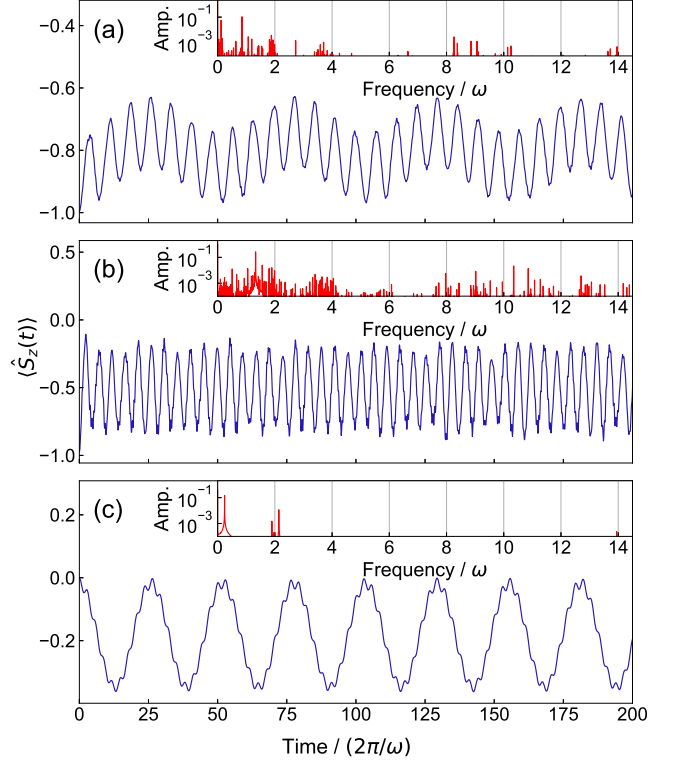 −0.4
−0.6
−0.8
−1.0
(a)
Amp.
10⁻¹
10⁻³
0 2 4 6 8 10 12 14
Frequency / ω
0.5
0.0
−0.5
−1.0
(b)
Amp.
10⁻¹
10⁻³
0 2 4 6 8 10 12 14
Frequency / ω
⟨Ŝz(t)⟩
0.2
0.0
−0.2
(c)
Amp.
10⁻¹
10⁻³
0 2 4 6 8 10 12 14
Frequency / ω
0 25 50 75 100 125 150 175 200
Time / (2π/ω)